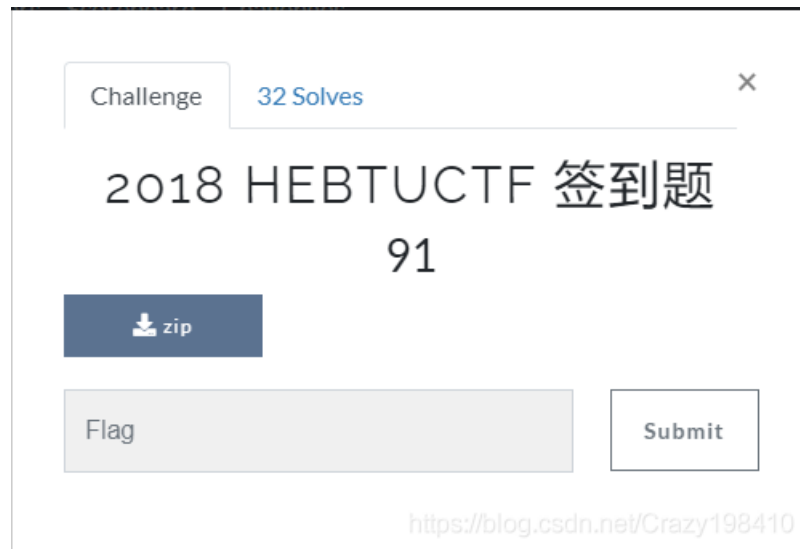 Challenge
32 Solves
×
2018 HEBTUCTF 签到题
91
zip
Flag
Submit
https://blog.csdn.net/Crazy198410